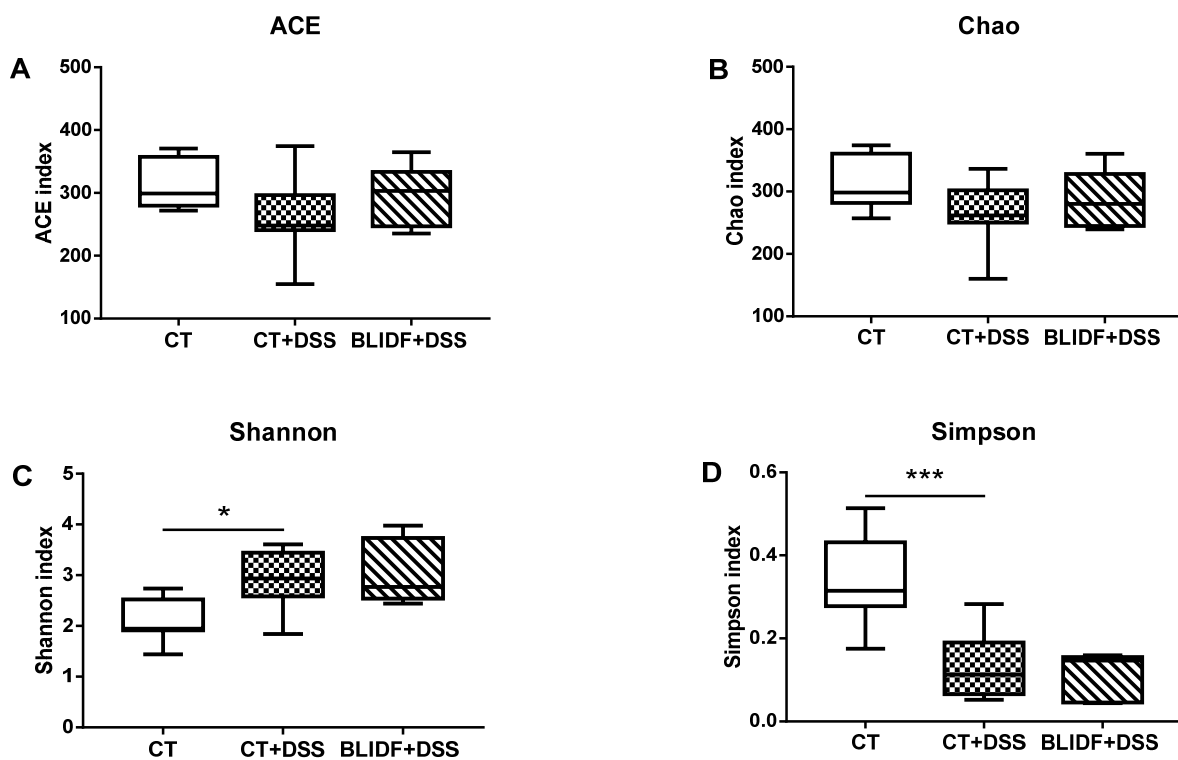 ACE
A
ACE index
500
400
300
200
100
CT
CT+DSS
BLIDF+DSS
Chao
B
Chao index
500
400
300
200
100
CT
CT+DSS
BLIDF+DSS
Shannon
C
Shannon index
5
4
3
2
1
0
*
CT
CT+DSS
BLIDF+DSS
Simpson
D
Simpson index
0.6
0.4
0.2
0.0
***
CT
CT+DSS
BLIDF+DSS